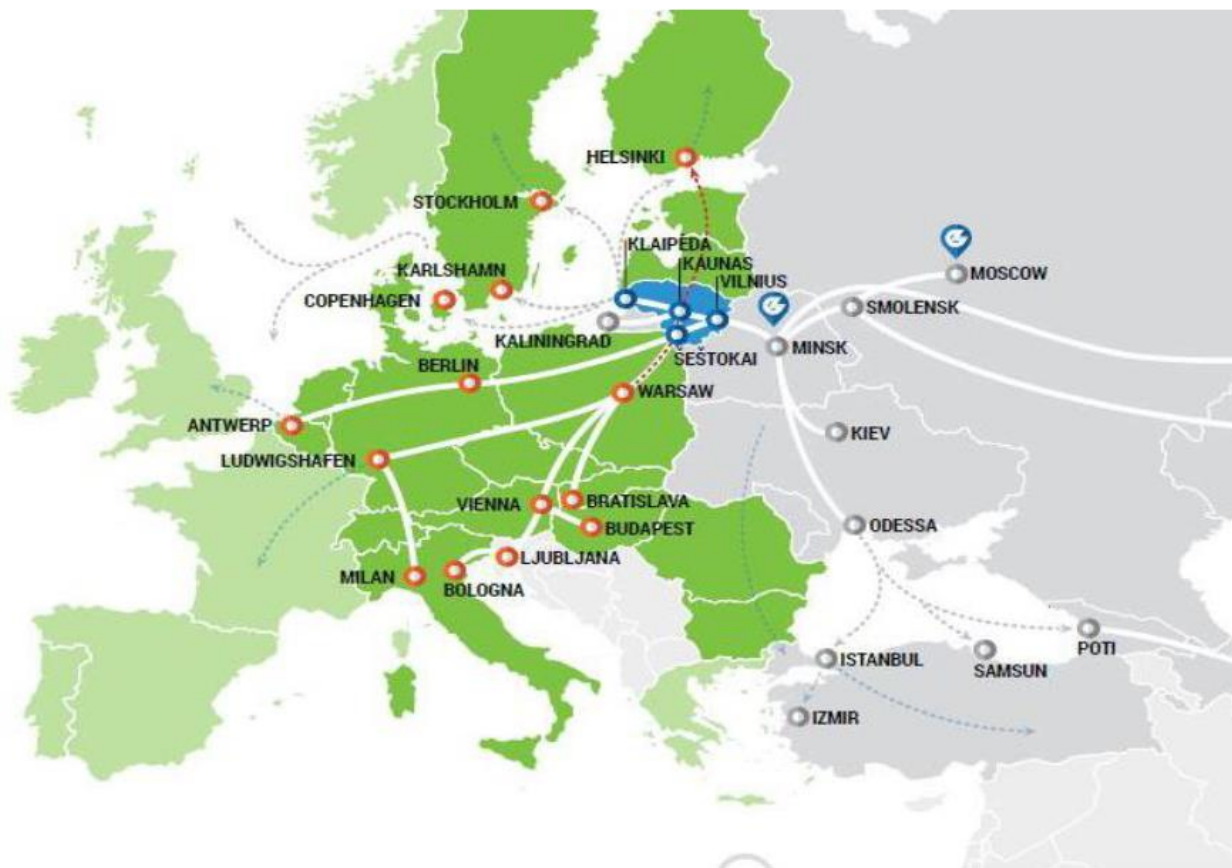 HELSINKI
STOCKHOLM
KLAIPĖDA
KAUNAS
VILNIUS
KARLSHAMN
COPENHAGEN
KALININGRAD
MOSCOW
SMOLENSK
MINSK
ŠEŠTOKAI
BERLIN
WARSAW
ANTWERP
KIEV
LUDWIGSHAFEN
VIENNA
BRATISLAVA
BUDAPEST
ODESSA
LJUBLJANA
MILAN
BOLOGNA
ISTANBUL
SAMSUN
POTI
IZMIR